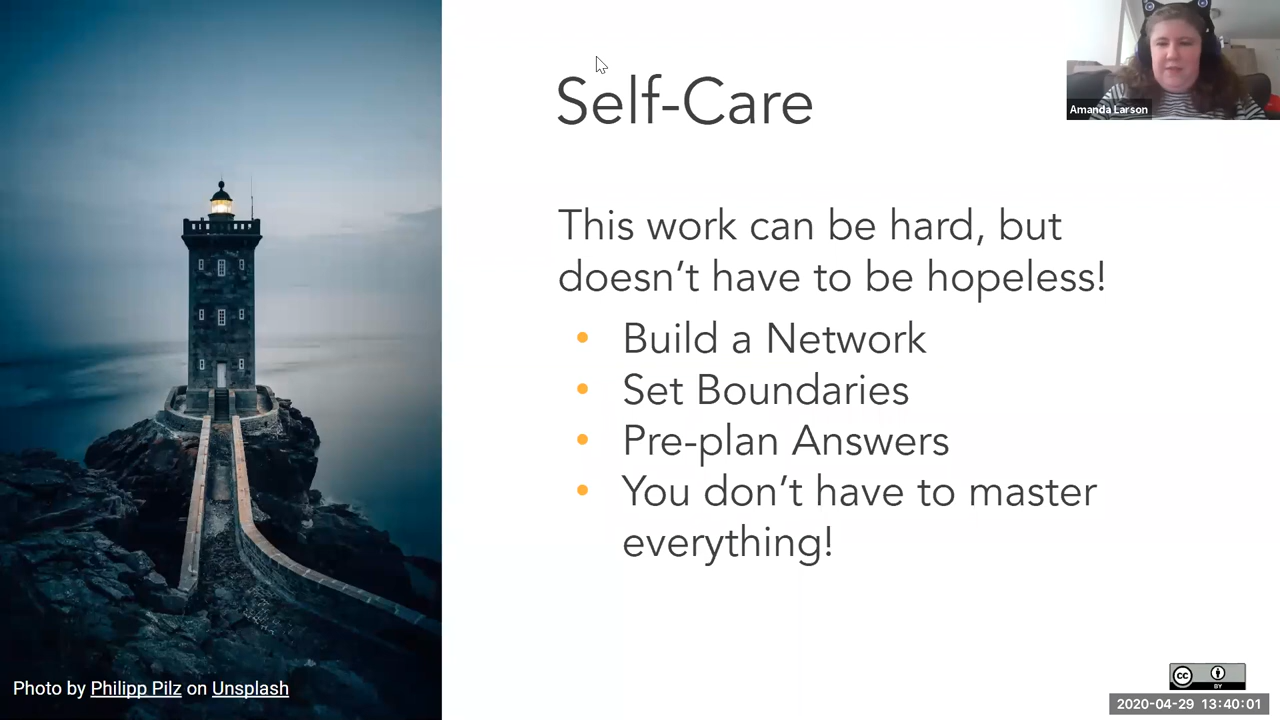 Self-Care
Amanda Larson
This work can be hard, but
doesn't have to be hopeless!
• Build a Network
• Set Boundaries
• Pre-plan Answers
• You don't have to master
everything!
Photo by Philipp Pilz on Unsplash
CC
BY
2020-04-29 13:40:01